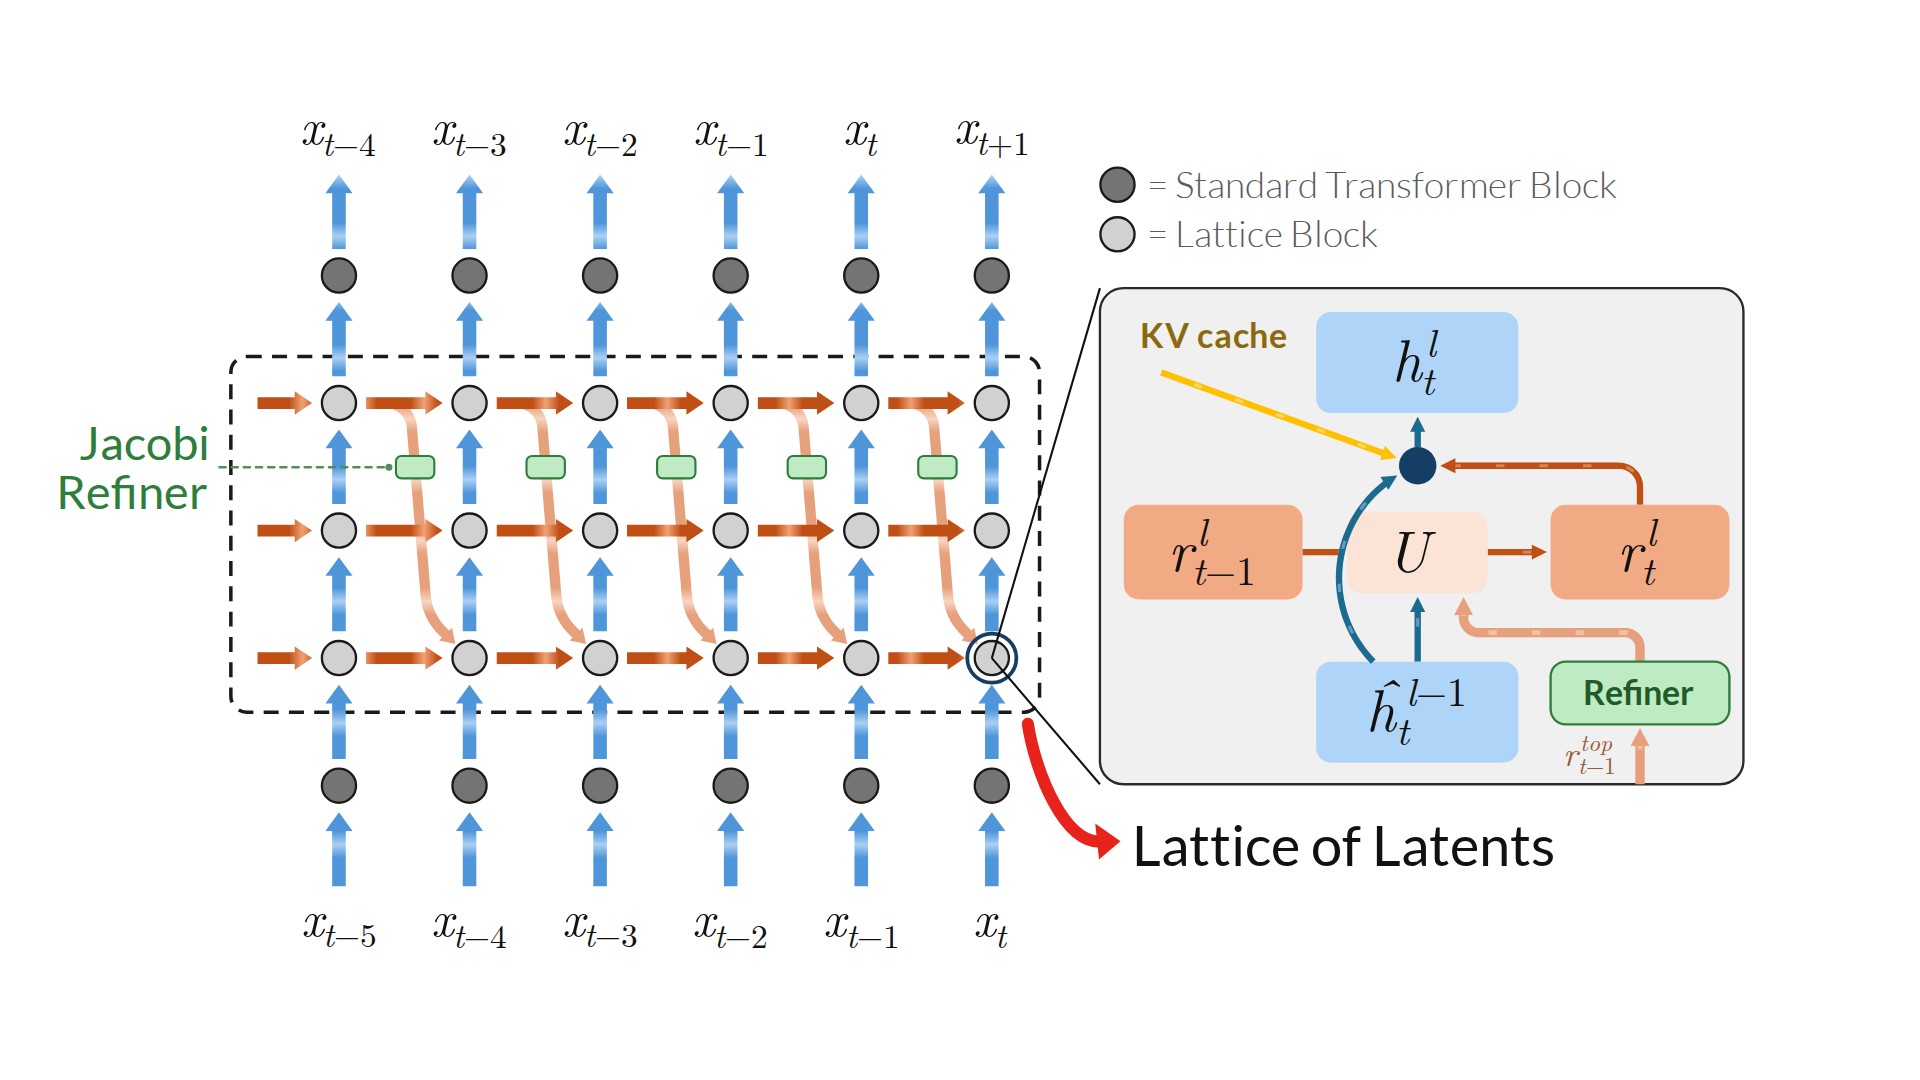 x_{t-4} x_{t-3} x_{t-2} x_{t-1} x_t x_{t+1}
= Standard Transformer Block
= Lattice Block
Jacobi
Refiner
KV cache
h_t^l
r_{t-1}^l U r_t^l
\hat{h}_t^{l-1}
Refiner
r_{t-1}^{top}
Lattice of Latents
x_{t-5} x_{t-4} x_{t-3} x_{t-2} x_{t-1} x_t